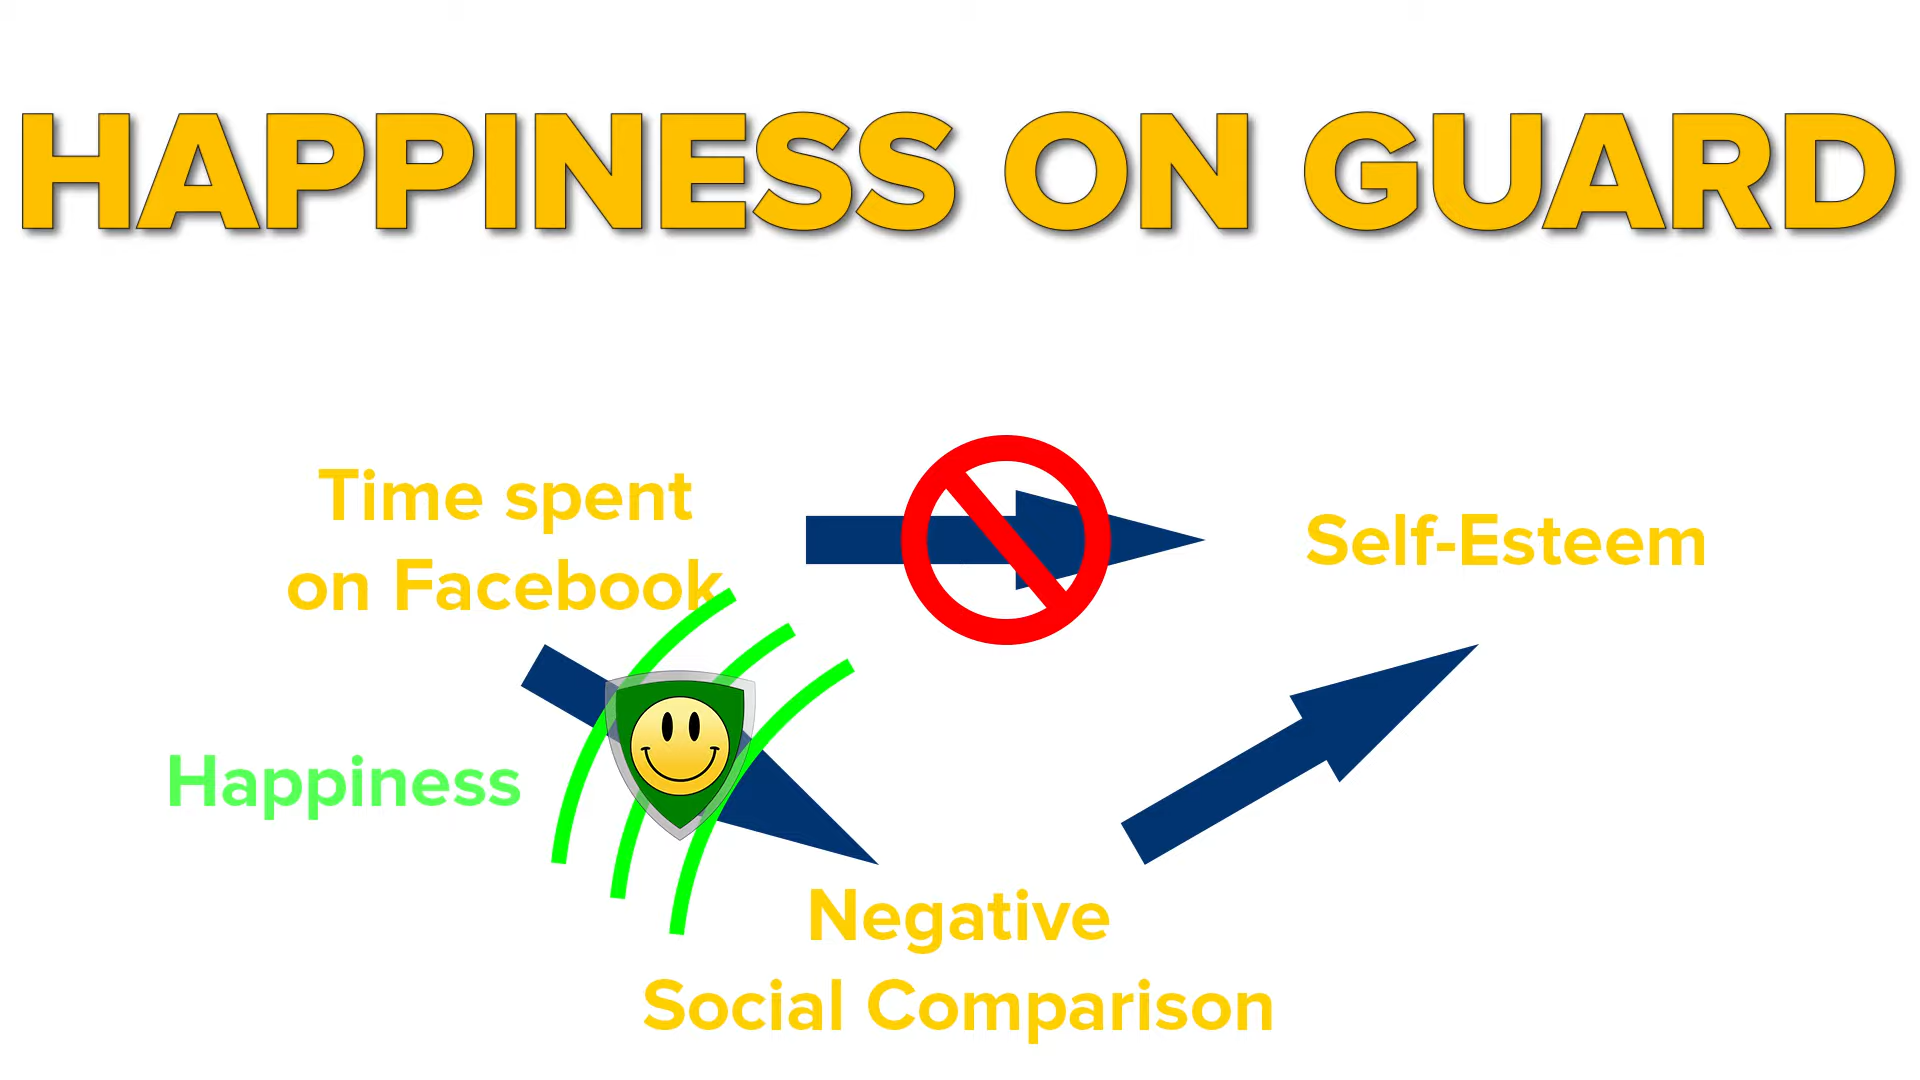 HAPPINESS ON GUARD
Time spent
on Facebook
Self-Esteem
Happiness
Negative
Social Comparison